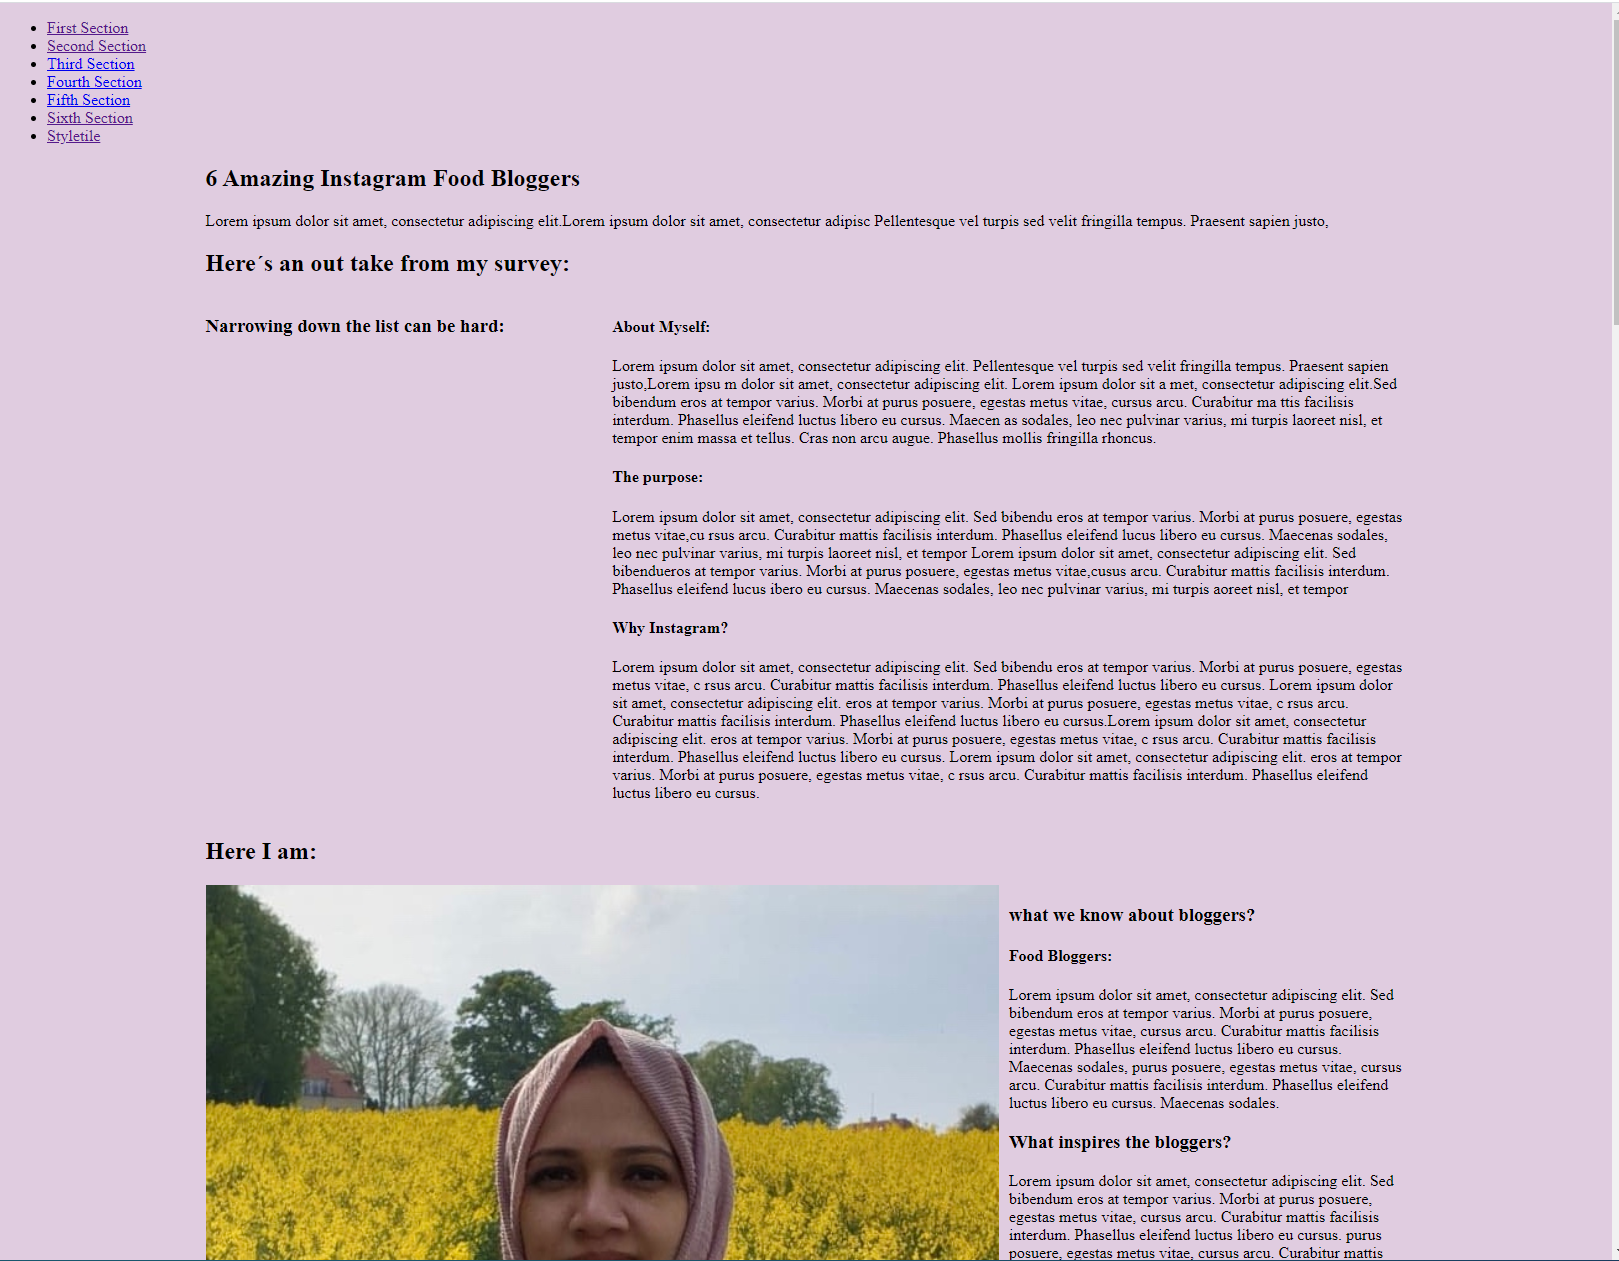 First Section
Second Section
Third Section
Fourth Section
Fifth Section
Sixth Section
Styletile
6 Amazing Instagram Food Bloggers
Lorem ipsum dolor sit amet, consectetur adipiscing elit.Lorem ipsum dolor sit amet, consectetur adipisc Pellentesque vel turpis sed velit fringilla tempus. Praesent sapien justo,
Here´s an out take from my survey:
Narrowing down the list can be hard:
About Myself:
Lorem ipsum dolor sit amet, consectetur adipiscing elit. Pellentesque vel turpis sed velit fringilla tempus. Praesent sapien
justo,Lorem ipsu m dolor sit amet, consectetur adipiscing elit. Lorem ipsum dolor sit a met, consectetur adipiscing elit.Sed
bibendum eros at tempor varius. Morbi at purus posuere, egestas metus vitae, cursus arcu. Curabitur ma ttis facilisis
interdum. Phasellus eleifend luctus libero eu cursus. Maecen as sodales, leo nec pulvinar varius, mi turpis laoreet nisl, et
tempor enim massa et tellus. Cras non arcu augue. Phasellus mollis fringilla rhoncus.
The purpose:
Lorem ipsum dolor sit amet, consectetur adipiscing elit. Sed bibendu eros at tempor varius. Morbi at purus posuere, egestas
metus vitae,cu rsus arcu. Curabitur mattis facilisis interdum. Phasellus eleifend lucus libero eu cursus. Maecenas sodales,
leo nec pulvinar varius, mi turpis laoreet nisl, et tempor Lorem ipsum dolor sit amet, consectetur adipiscing elit. Sed
bibendueros at tempor varius. Morbi at purus posuere, egestas metus vitae,cusus arcu. Curabitur mattis facilisis interdum.
Phasellus eleifend lucus ibero eu cursus. Maecenas sodales, leo nec pulvinar varius, mi turpis aoreet nisl, et tempor
Why Instagram?
Lorem ipsum dolor sit amet, consectetur adipiscing elit. Sed bibendu eros at tempor varius. Morbi at purus posuere, egestas
metus vitae, c rsus arcu. Curabitur mattis facilisis interdum. Phasellus eleifend luctus libero eu cursus. Lorem ipsum dolor
sit amet, consectetur adipiscing elit. eros at tempor varius. Morbi at purus posuere, egestas metus vitae, c rsus arcu.
Curabitur mattis facilisis interdum. Phasellus eleifend luctus libero eu cursus.Lorem ipsum dolor sit amet, consectetur
adipiscing elit. eros at tempor varius. Morbi at purus posuere, egestas metus vitae, c rsus arcu. Curabitur mattis facilisis
interdum. Phasellus eleifend luctus libero eu cursus. Lorem ipsum dolor sit amet, consectetur adipiscing elit. eros at tempor
varius. Morbi at purus posuere, egestas metus vitae, c rsus arcu. Curabitur mattis facilisis interdum. Phasellus eleifend
luctus libero eu cursus.
Here I am:
what we know about bloggers?
Food Bloggers:
Lorem ipsum dolor sit amet, consectetur adipiscing elit. Sed
bibendum eros at tempor varius. Morbi at purus posuere,
egestas metus vitae, cursus arcu. Curabitur mattis facilisis
interdum. Phasellus eleifend luctus libero eu cursus.
Maecenas sodales, purus posuere, egestas metus vitae, cursus
arcu. Curabitur mattis facilisis interdum. Phasellus eleifend
luctus libero eu cursus. Maecenas sodales.
What inspires the bloggers?
Lorem ipsum dolor sit amet, consectetur adipiscing elit. Sed
bibendum eros at tempor varius. Morbi at purus posuere,
egestas metus vitae, cursus arcu. Curabitur mattis facilisis
interdum. Phasellus eleifend luctus libero eu cursus. purus
posuere, egestas metus vitae, cursus arcu. Curabitur mattis